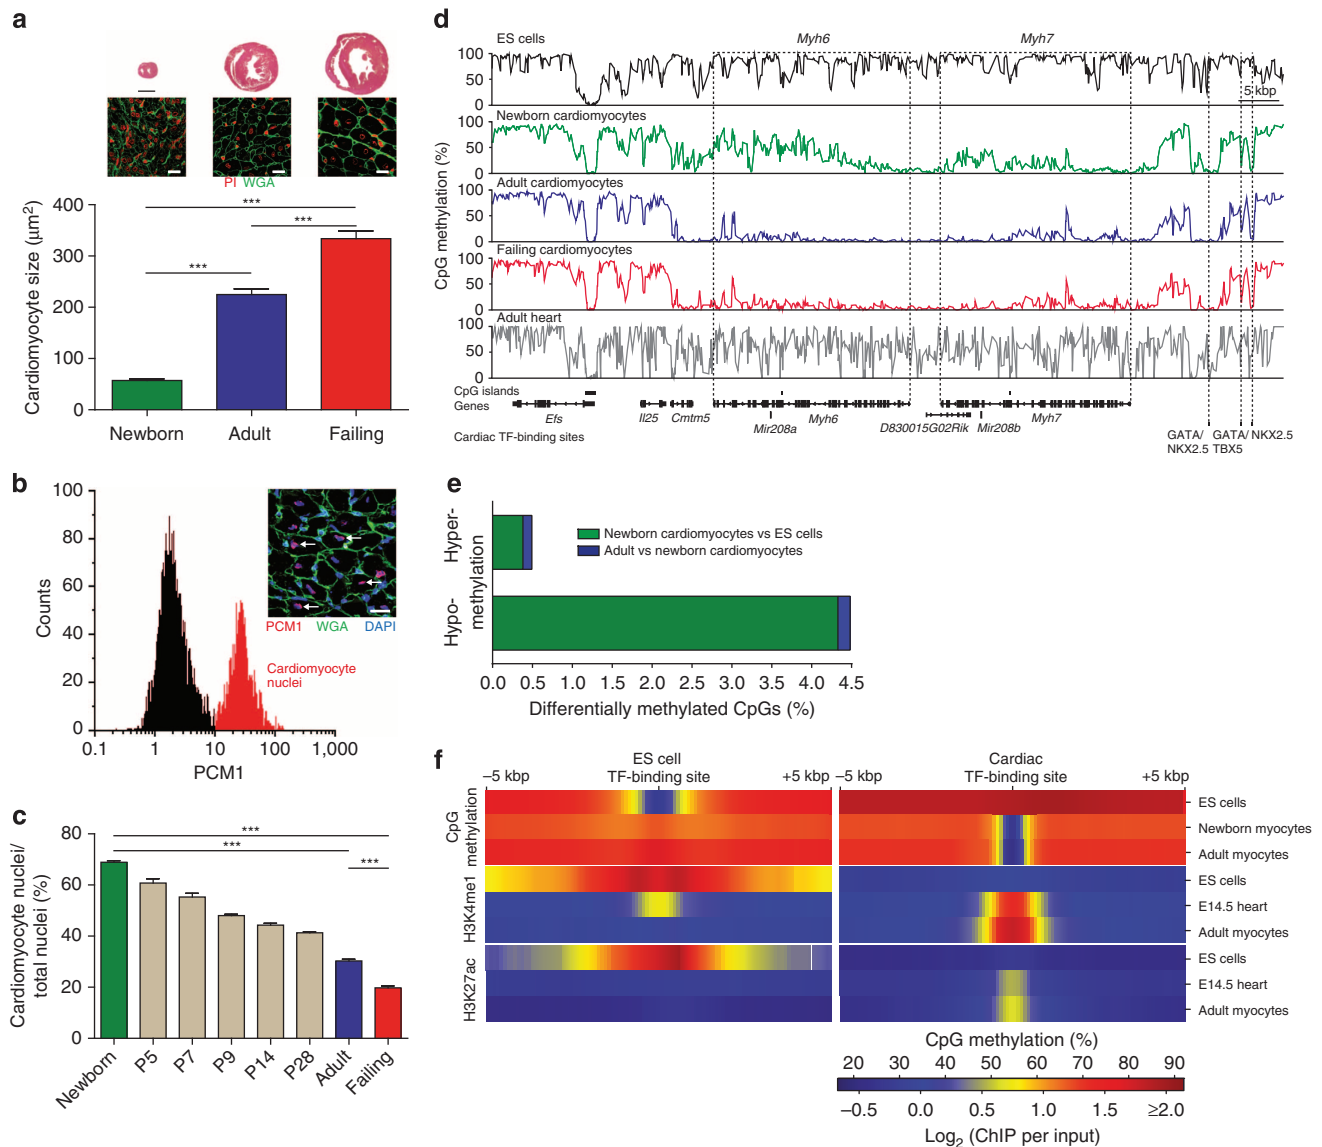 a
PI WGA
Cardiomyocyte size (μm²)
400
300
200
100
0
***
***
***
Newborn
Adult
Failing
b
Counts
100
80
60
40
20
0
0.1
1
10
100
1,000
PCM1
PCM1 WGA DAPI
Cardiomyocyte
nuclei
c
Cardiomyocyte nuclei/
total nuclei (%)
80
60
40
20
0
***
***
***
Newborn
P5
P7
P9
P14
P28
Adult
Failing
d
CpG methylation (%)
ES cells
Myh6
Myh7
100
50
0
5 kbp
Newborn cardiomyocytes
100
50
0
Adult cardiomyocytes
100
50
0
Failing cardiomyocytes
100
50
0
Adult heart
100
50
0
CpG islands
Genes
Efs
Il25
Cmtm5
Mir208a
Myh6
D830015G02Rik
Mir208b
Myh7
Cardiac TF-binding sites
GATA/
NKX2.5
GATA/
TBX5
NKX2.5
e
Hyper-
Hypo-
methylation
Newborn cardiomyocytes vs ES cells
Adult vs newborn cardiomyocytes
0.0 0.5 1.0 1.5 2.0 2.5 3.0 3.5 4.0 4.5
Differentially methylated CpGs (%)
f
ES cell
–5 kbp TF-binding site +5 kbp
Cardiac
–5 kbp TF-binding site +5 kbp
CpG
methylation
ES cells
Newborn myocytes
Adult myocytes
H3K4me1
ES cells
E14.5 heart
Adult myocytes
H3K27ac
ES cells
E14.5 heart
Adult myocytes
CpG methylation (%)
20 30 40 50 60 70 80 90
–0.5 0.0 0.5 1.0 1.5 ≥2.0
Log₂ (ChIP per input)